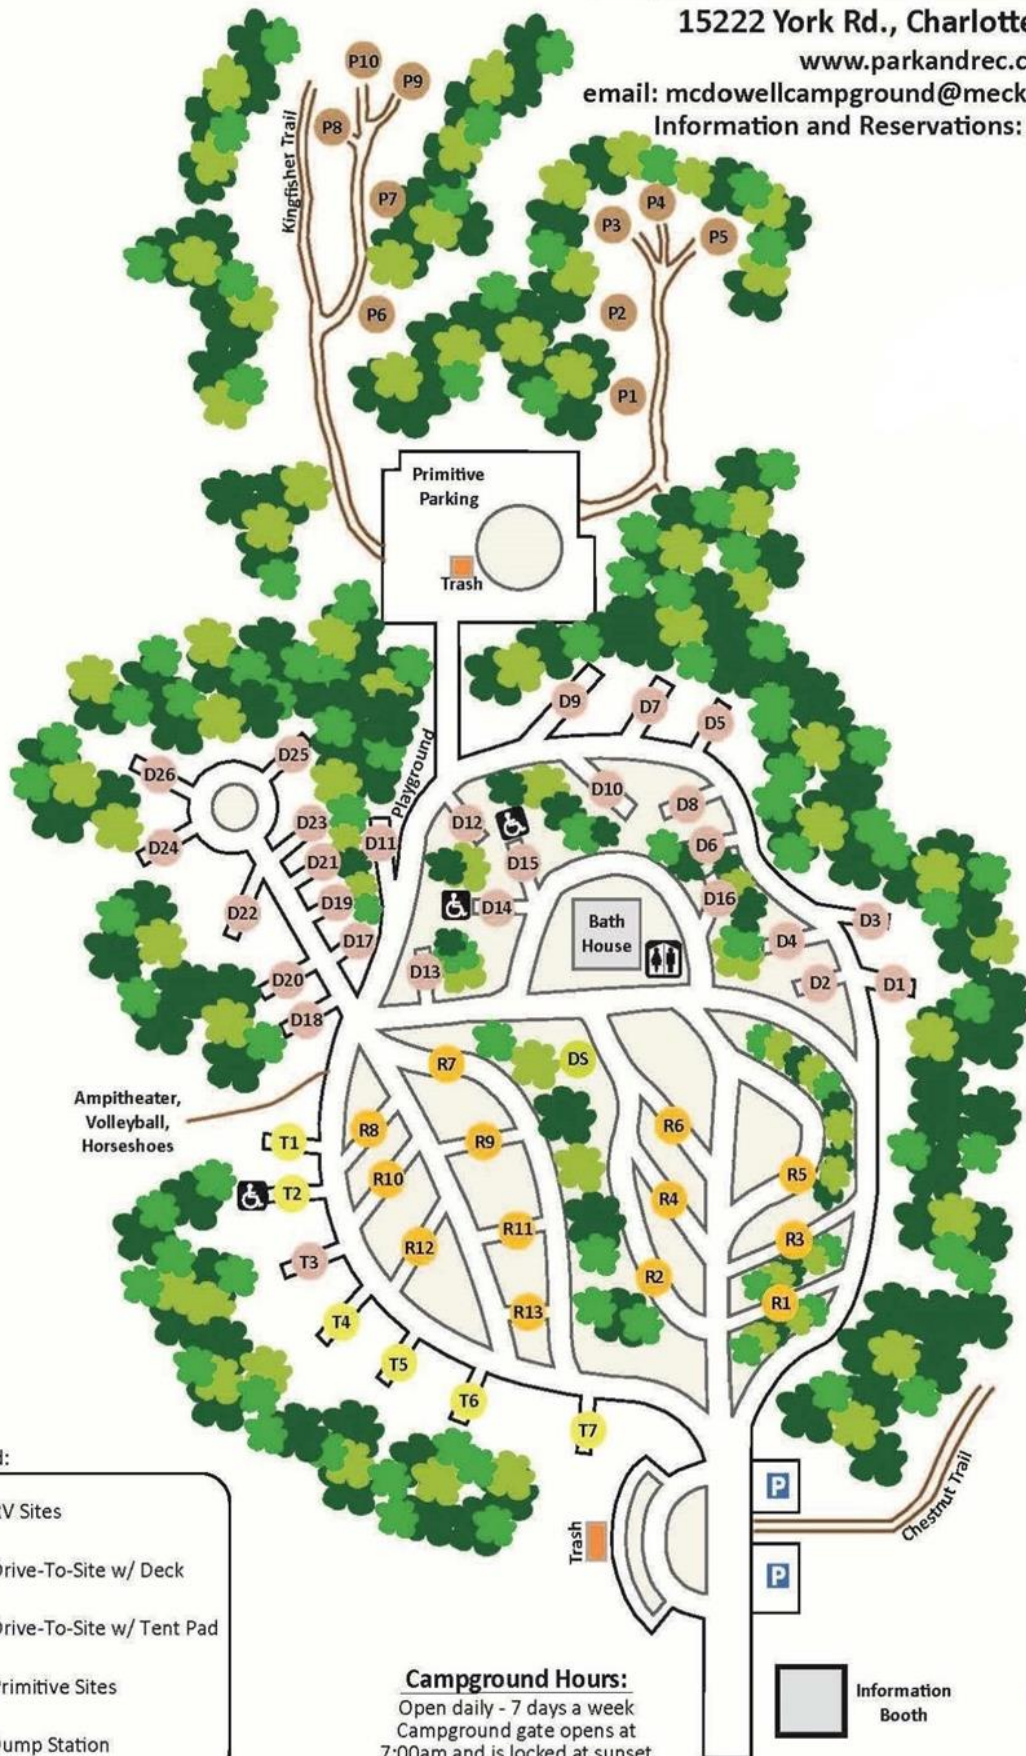 15222 York Rd., Charlotte
www.parkandrec.c
email: mcdowellcampground@meck
Information and Reservations:
P10
P9
P8
Kingfisher Trail
P7
P6
P4
P3
P5
P2
P1
Primitive
Parking
Trash
D9
D7
D5
Playground
D25
D26
D10
D8
D23
D12
D11
D24
D6
D21
D15
D19
D14
D16
D22
D3
Bath
House
D17
D4
D13
D20
D2
D1
D18
DS
R7
Ampitheater,
Volleyball,
Horseshoes
R8
R6
T1
R9
R10
R5
T2
R4
R11
R3
R12
T3
R2
R1
R13
T4
T5
T6
T7
P
Chestnut Trail
Trash
P
d:
RV Sites
Drive-To-Site w/ Deck
Drive-To-Site w/ Tent Pad
rimitive Sites
ump Station
Campground Hours:
Open daily - 7 days a week
Campground gate opens at
7:00am and is locked at sunset
Information
Booth